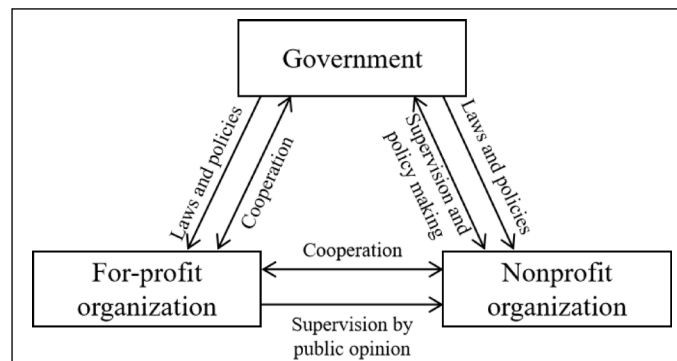 Government
Laws and policies
Cooperation
Supervision and
policy making
Laws and policies
For-profit
organization
Cooperation
Supervision by
public opinion
Nonprofit
organization